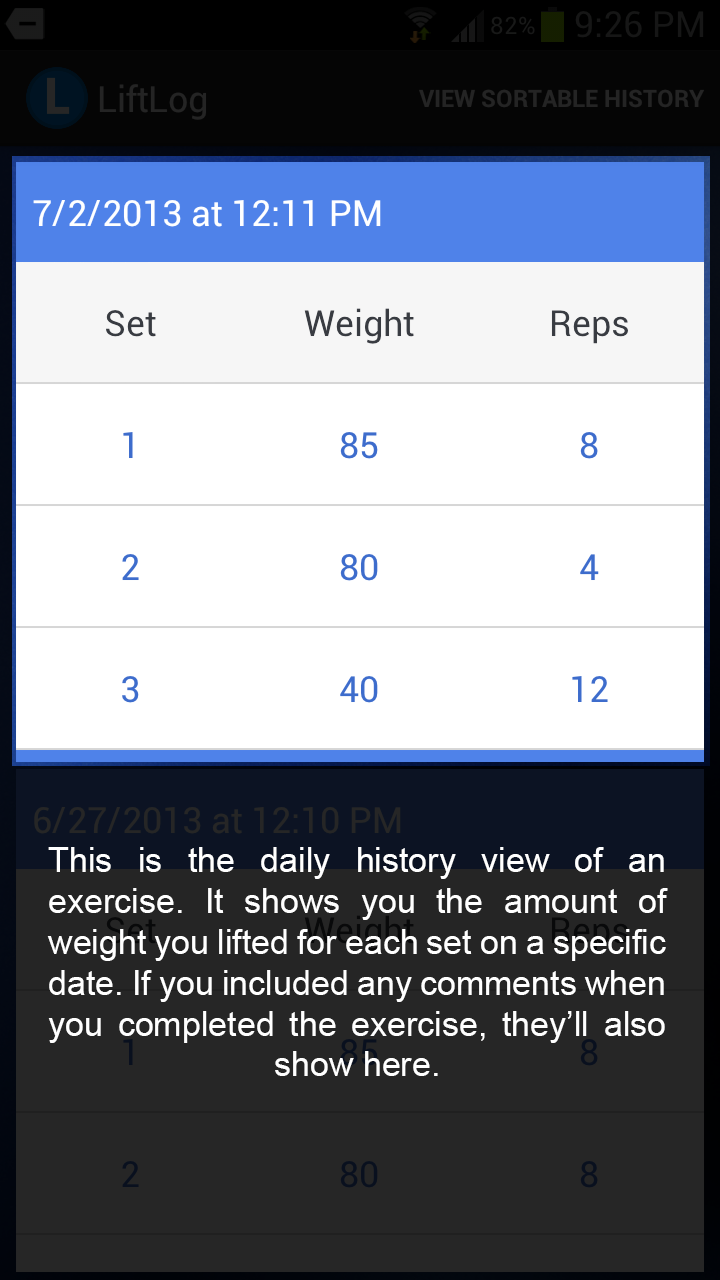 82% 9:26 PM
LiftLog VIEW SORTABLE HISTORY
7/2/2013 at 12:11 PM
Set Weight Reps
1 85 8
2 80 4
3 40 12
6/27/2013 at 12:10 PM
This is the daily history view of an
exercise. It shows you the amount of
Set Weight Reps
weight you lifted for each set on a specific
date. If you included any comments when
you completed the exercise, they’ll also
1 85 8
show here.
2 80 8